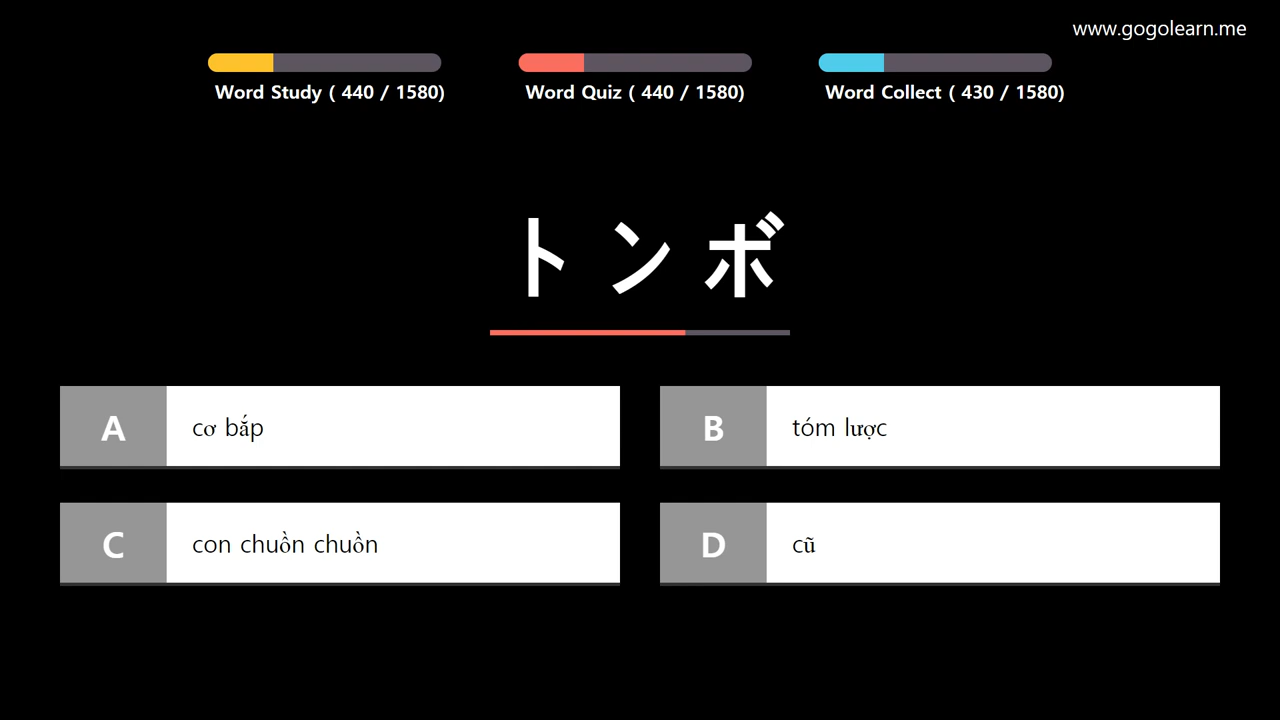 www.gogolearn.me
Word Study ( 440 / 1580)
Word Quiz ( 440 / 1580)
Word Collect ( 430 / 1580)
トンボ
A
cơ bắp
B
tóm lược
C
con chuồn chuồn
D
cũ